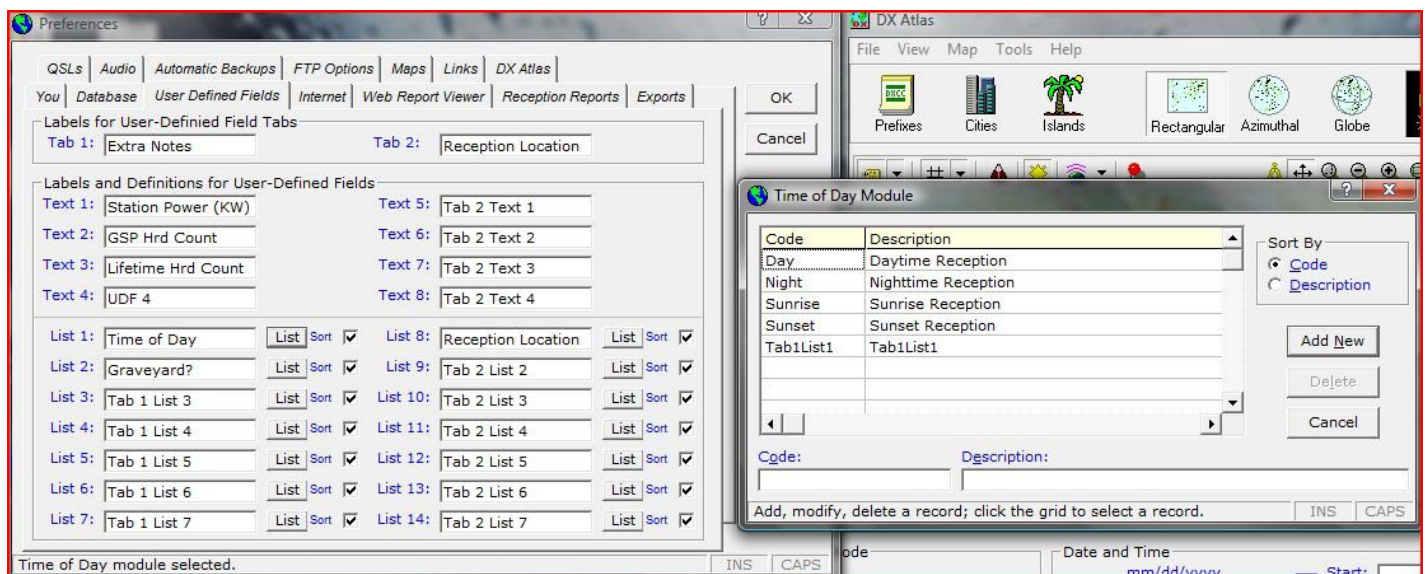 Preferences
QSLs Audio Automatic Backups FTP Options Maps Links DX Atlas
You Database User Defined Fields Internet Web Report Viewer Reception Reports Exports
OK
Cancel
Labels for User-Definied Field Tabs
Tab 1: Extra Notes Tab 2: Reception Location
Labels and Definitions for User-Defined Fields
Text 1: Station Power (KW) Text 5: Tab 2 Text 1
Text 2: GSP Hrd Count Text 6: Tab 2 Text 2
Text 3: Lifetime Hrd Count Text 7: Tab 2 Text 3
Text 4: UDF 4 Text 8: Tab 2 Text 4
List 1: Time of Day List Sort List 8: Reception Location List Sort
List 2: Graveyard? List Sort List 9: Tab 2 List 2 List Sort
List 3: Tab 1 List 3 List Sort List 10: Tab 2 List 3 List Sort
List 4: Tab 1 List 4 List Sort List 11: Tab 2 List 4 List Sort
List 5: Tab 1 List 5 List Sort List 12: Tab 2 List 5 List Sort
List 6: Tab 1 List 6 List Sort List 13: Tab 2 List 6 List Sort
List 7: Tab 1 List 7 List Sort List 14: Tab 2 List 7 List Sort
Time of Day module selected. INS CAPS
DX Atlas
File View Map Tools Help
DXCC
Prefixes Cities Islands Rectangular Azimuthal Globe
Time of Day Module
Code Description
Day Daytime Reception
Night Nighttime Reception
Sunrise Sunrise Reception
Sunset Sunset Reception
Tab1List1 Tab1List1
Sort By
Code
Description
Add New
Delete
Cancel
Code: Description:
Add, modify, delete a record; click the grid to select a record. INS CAPS
ode Date and Time
mm/dd/yyyy Start: